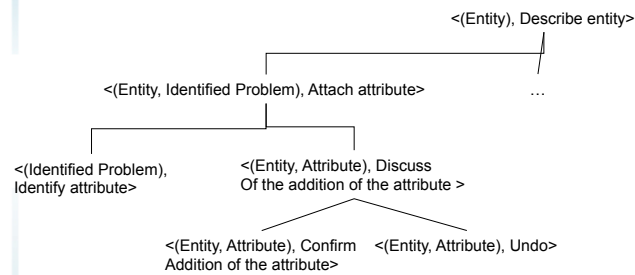 <(Entity), Describe entity>
<(Entity, Identified Problem), Attach attribute>
…
<(Identified Problem),
Identify attribute>
<(Entity, Attribute), Discuss
Of the addition of the attribute >
<(Entity, Attribute), Confirm
Addition of the attribute>
<(Entity, Attribute), Undo>